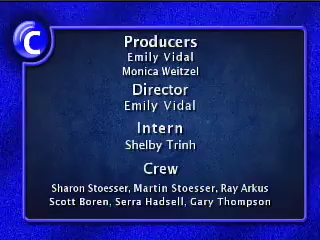 C
Producers
Emily Vidal
Monica Weitzel
Director
Emily Vidal
Intern
Shelby Trinh
Crew
Sharon Stoesser, Martin Stoesser, Ray Arkus
Scott Boren, Serra Hadsell, Gary Thompson